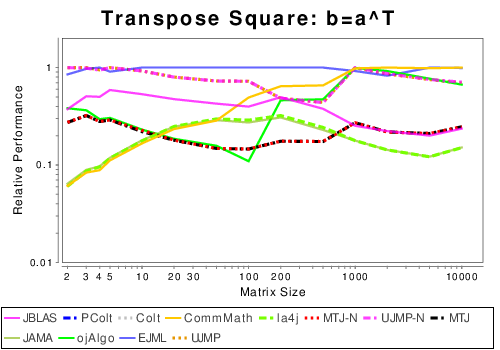 Transpose Square: b=a^T
Relative Performance
1
0.1
0.01
2 3 4 5 10 20 30 100 200 1000 10000
Matrix Size
JBLAS PColt Colt CommMath la4j MTJ-N UJMP-N MTJ
JAMA ojAlgo EJML UJMP